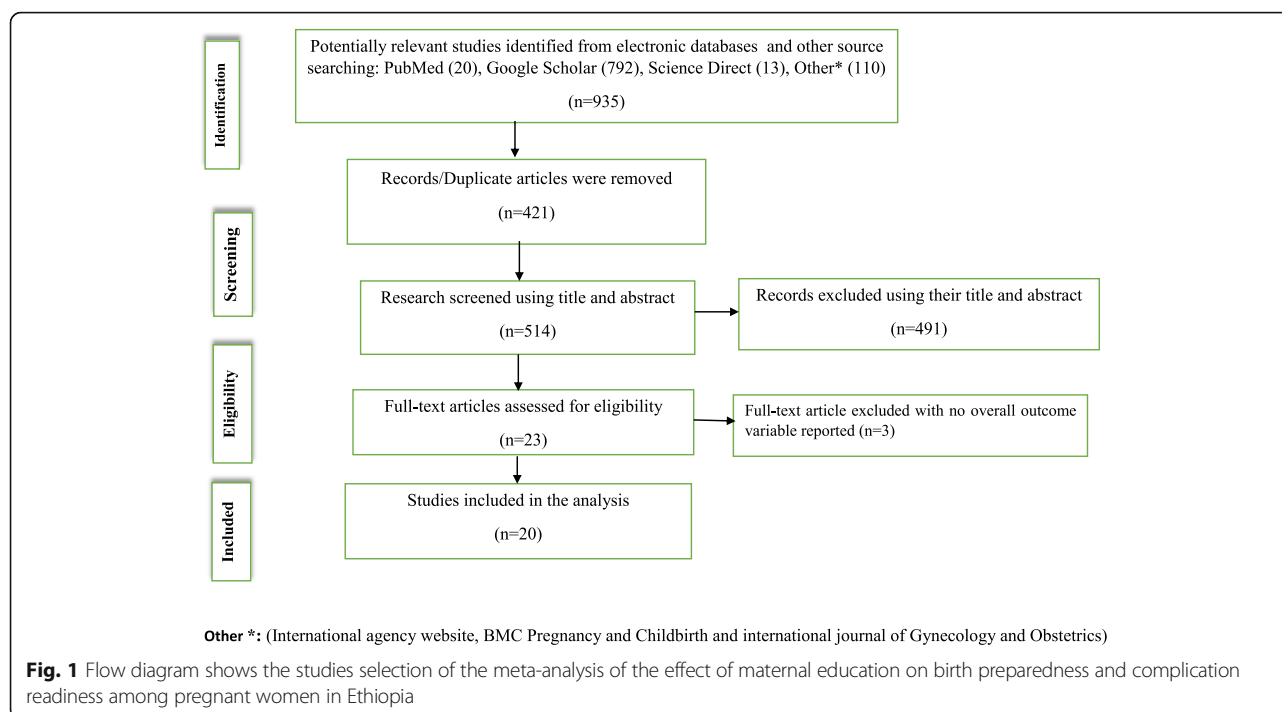 Identification
Potentially relevant studies identified from electronic databases and other source
searching: PubMed (20), Google Scholar (792), Science Direct (13), Other* (110)
(n=935)
Records/Duplicate articles were removed
(n=421)
Screening
Research screened using title and abstract
(n=514)
Records excluded using their title and abstract
(n=491)
Eligibility
Full-text articles assessed for eligibility
(n=23)
Full-text article excluded with no overall outcome
variable reported (n=3)
Included
Studies included in the analysis
(n=20)
Other *: (International agency website, BMC Pregnancy and Childbirth and international journal of Gynecology and Obstetrics)
Fig. 1 Flow diagram shows the studies selection of the meta-analysis of the effect of maternal education on birth preparedness and complication
readiness among pregnant women in Ethiopia